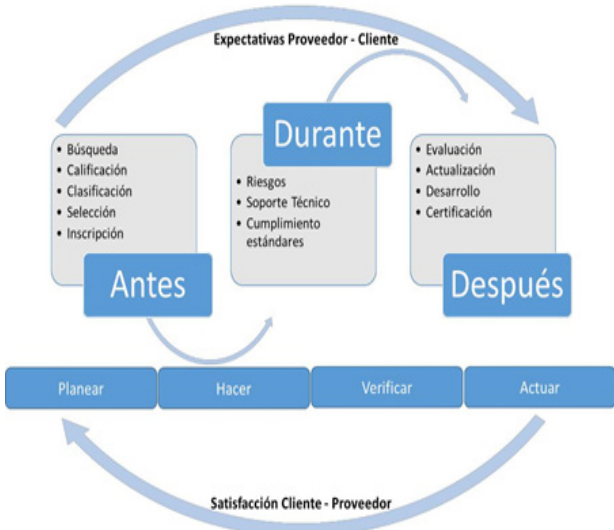 Expectativas Proveedor - Cliente
• Búsqueda
• Calificación
• Clasificación
• Selección
• Inscripción
Antes
Durante
• Riesgos
• Soporte Técnico
• Cumplimiento
estándares
• Evaluación
• Actualización
• Desarrollo
• Certificación
Después
Planear
Hacer
Verificar
Actuar
Satisfacción Cliente - Proveedor